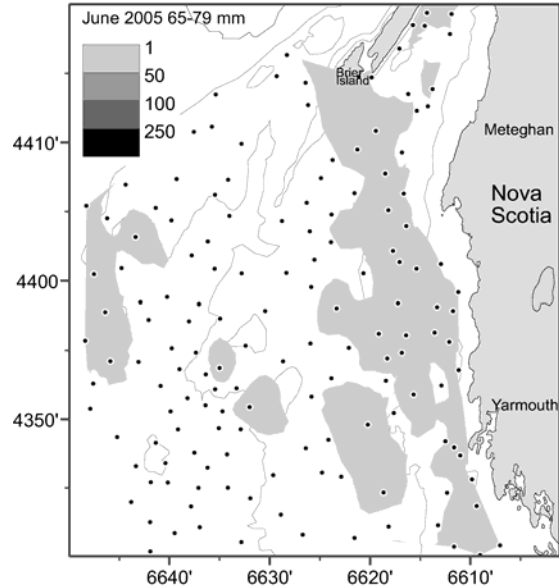 June 2005 65-79 mm
1
50
100
250
Brier
Island
Meteghan
Nova
Scotia
Yarmouth
4410'
4400'
4350'
6640'
6630'
6620'
6610'